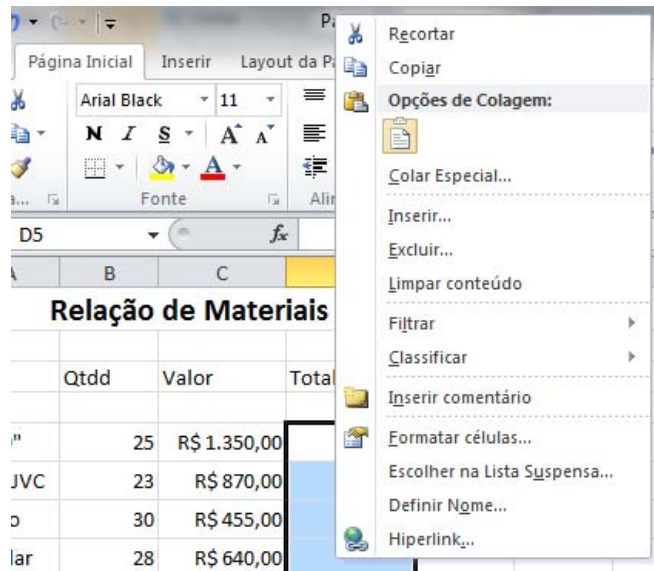 Página Inicial Inserir Layout da
Arial Black 11
N I S A A
A
Fonte
D5 fx
B C
Relação de Materiais
Qtdd Valor Total
25 R$ 1.350,00
JVC 23 R$ 870,00
30 R$ 455,00
28 R$ 640,00
Recortar
Copiar
Opções de Colagem:
Colar Especial...
Inserir...
Excluir...
Limpar conteúdo
Filtrar
Classificar
Inserir comentário
Formatar células...
Escolher na Lista Suspensa...
Definir Nome...
Hiperlink...